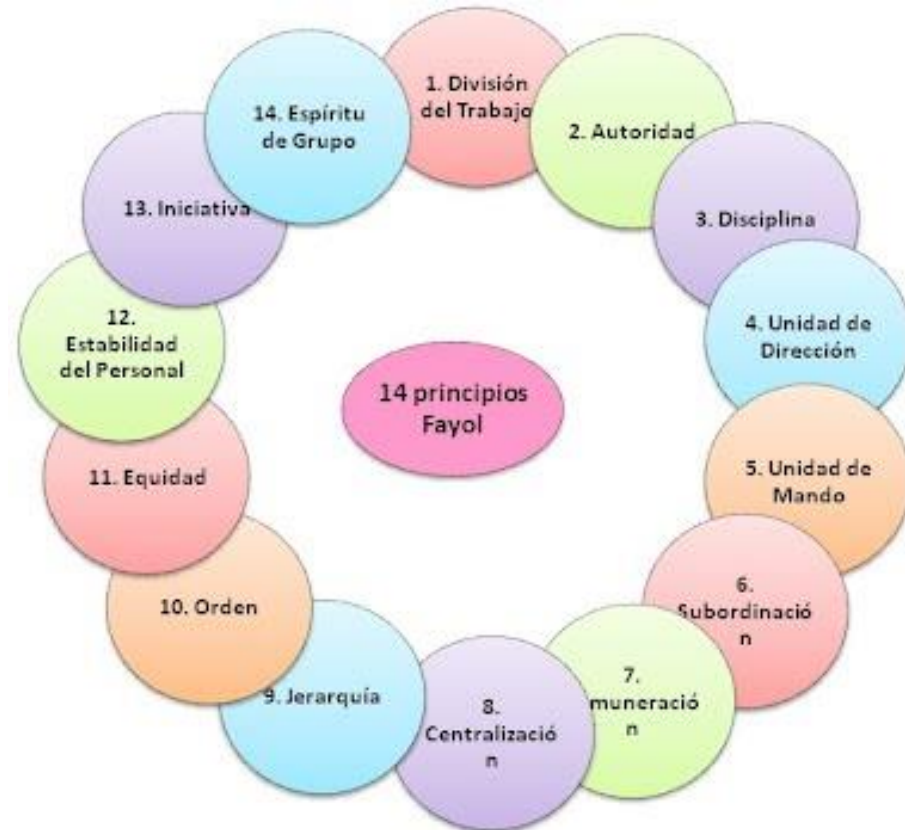 1. División
del Trabajo
2. Autoridad
3. Disciplina
4. Unidad de
Dirección
5. Unidad de
Mando
6.
Subordinació
n
7.
muneració
n
8.
Centralizació
n
9. Jerarquía
10. Orden
11. Equidad
12.
Estabilidad
del Personal
13. Iniciativa
14. Espíritu
de Grupo
14 principios
Fayol